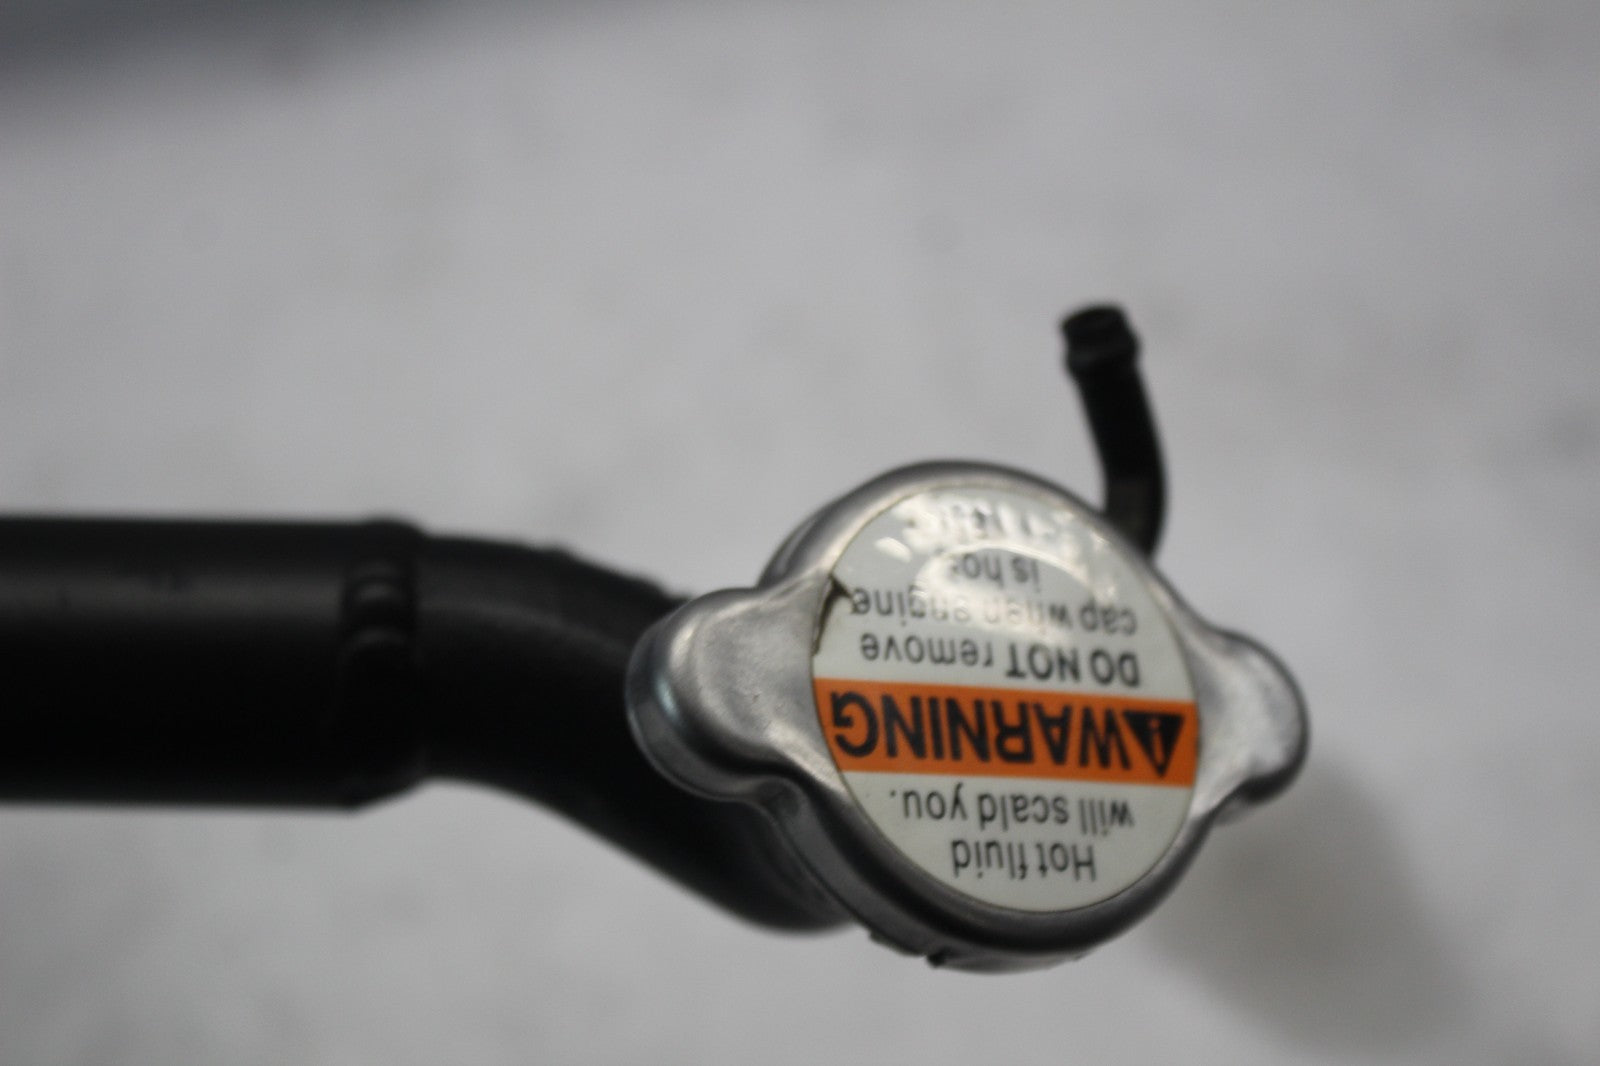 Hot fluid
will scald you.
WARNING
DO NOT remove
cap when engine
is hot